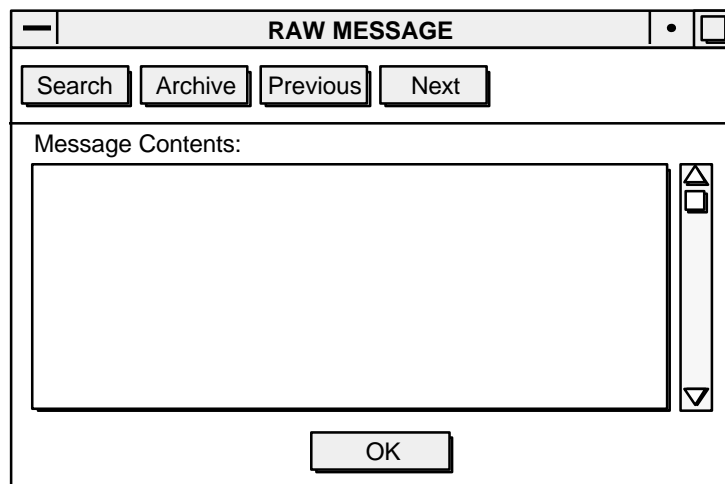 RAW MESSAGE
Search Archive Previous Next
Message Contents:
OK